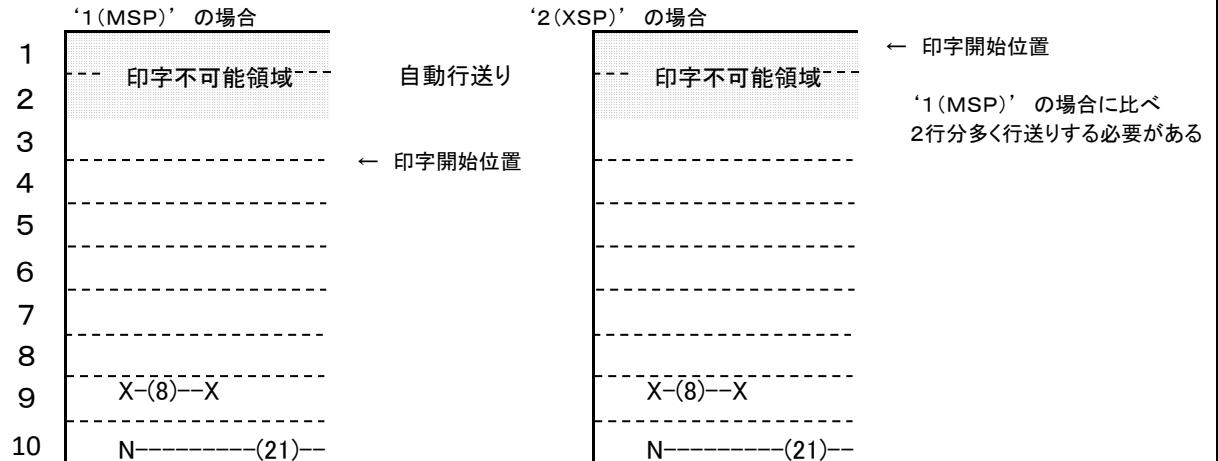 ‘1(MSP)’ の場合 ‘2(XSP)’ の場合
1 ← 印字開始位置
印字不可能領域 自動行送り 印字不可能領域
2 ‘1(MSP)’ の場合に比べ
3 2行分多く行送りする必要がある
← 印字開始位置
4
5
6
7
8
9 X-(8)--X X-(8)--X
10 N---------(21)-- N---------(21)--